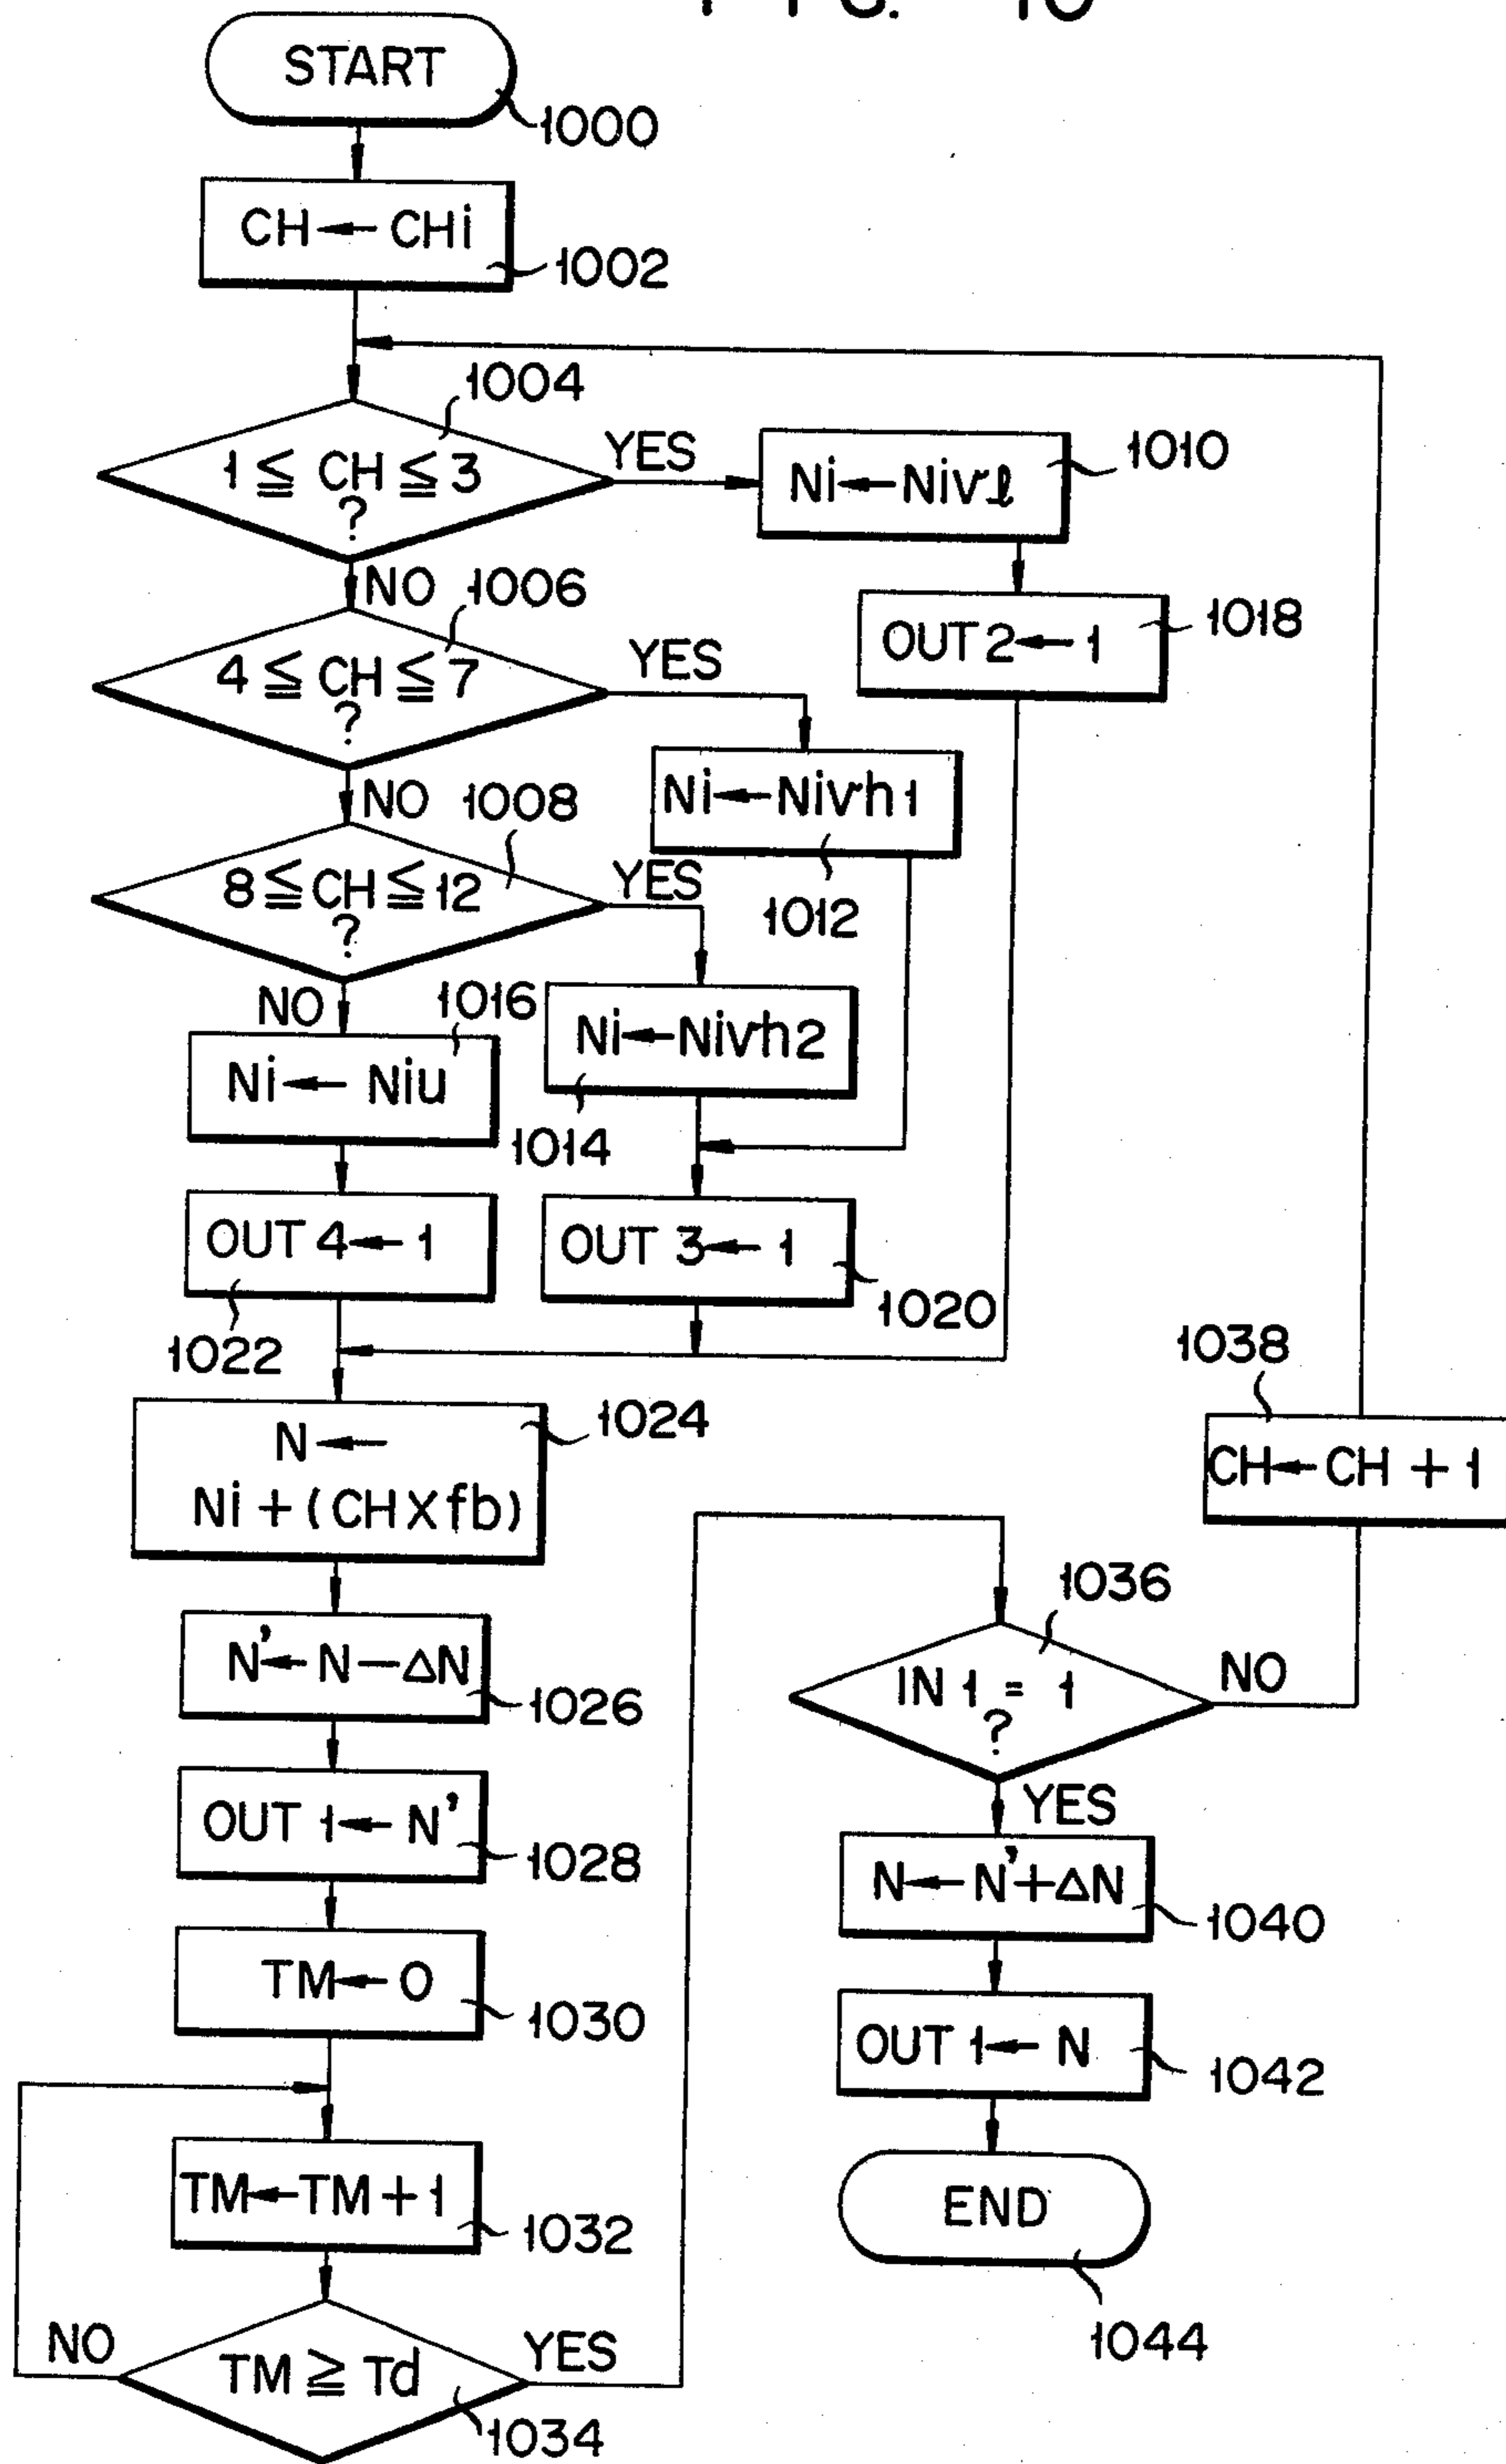 FIG. 10
START
1000
CH ← CHi
1002
1004
1 ≦ CH ≦ 3
?
YES
Ni ← Nivℓ
1010
NO
1006
OUT 2 ← 1
1018
4 ≦ CH ≦ 7
?
YES
Ni ← Nivh1
1012
NO
1008
8 ≦ CH ≦ 12
?
YES
NO
1016
Ni ← Nivh2
1014
Ni ← Niu
OUT 4 ← 1
1022
OUT 3 ← 1
1020
N ←
Ni + (CH X fb)
1024
1038
CH ← CH + 1
N' ← N — ΔN
1026
1036
IN 1 = 1
?
NO
YES
OUT 1 ← N'
1028
N ← N' + ΔN
1040
TM ← 0
1030
OUT 1 ← N
1042
TM ← TM + 1
1032
END
1044
NO
TM ≧ Td
YES
1034